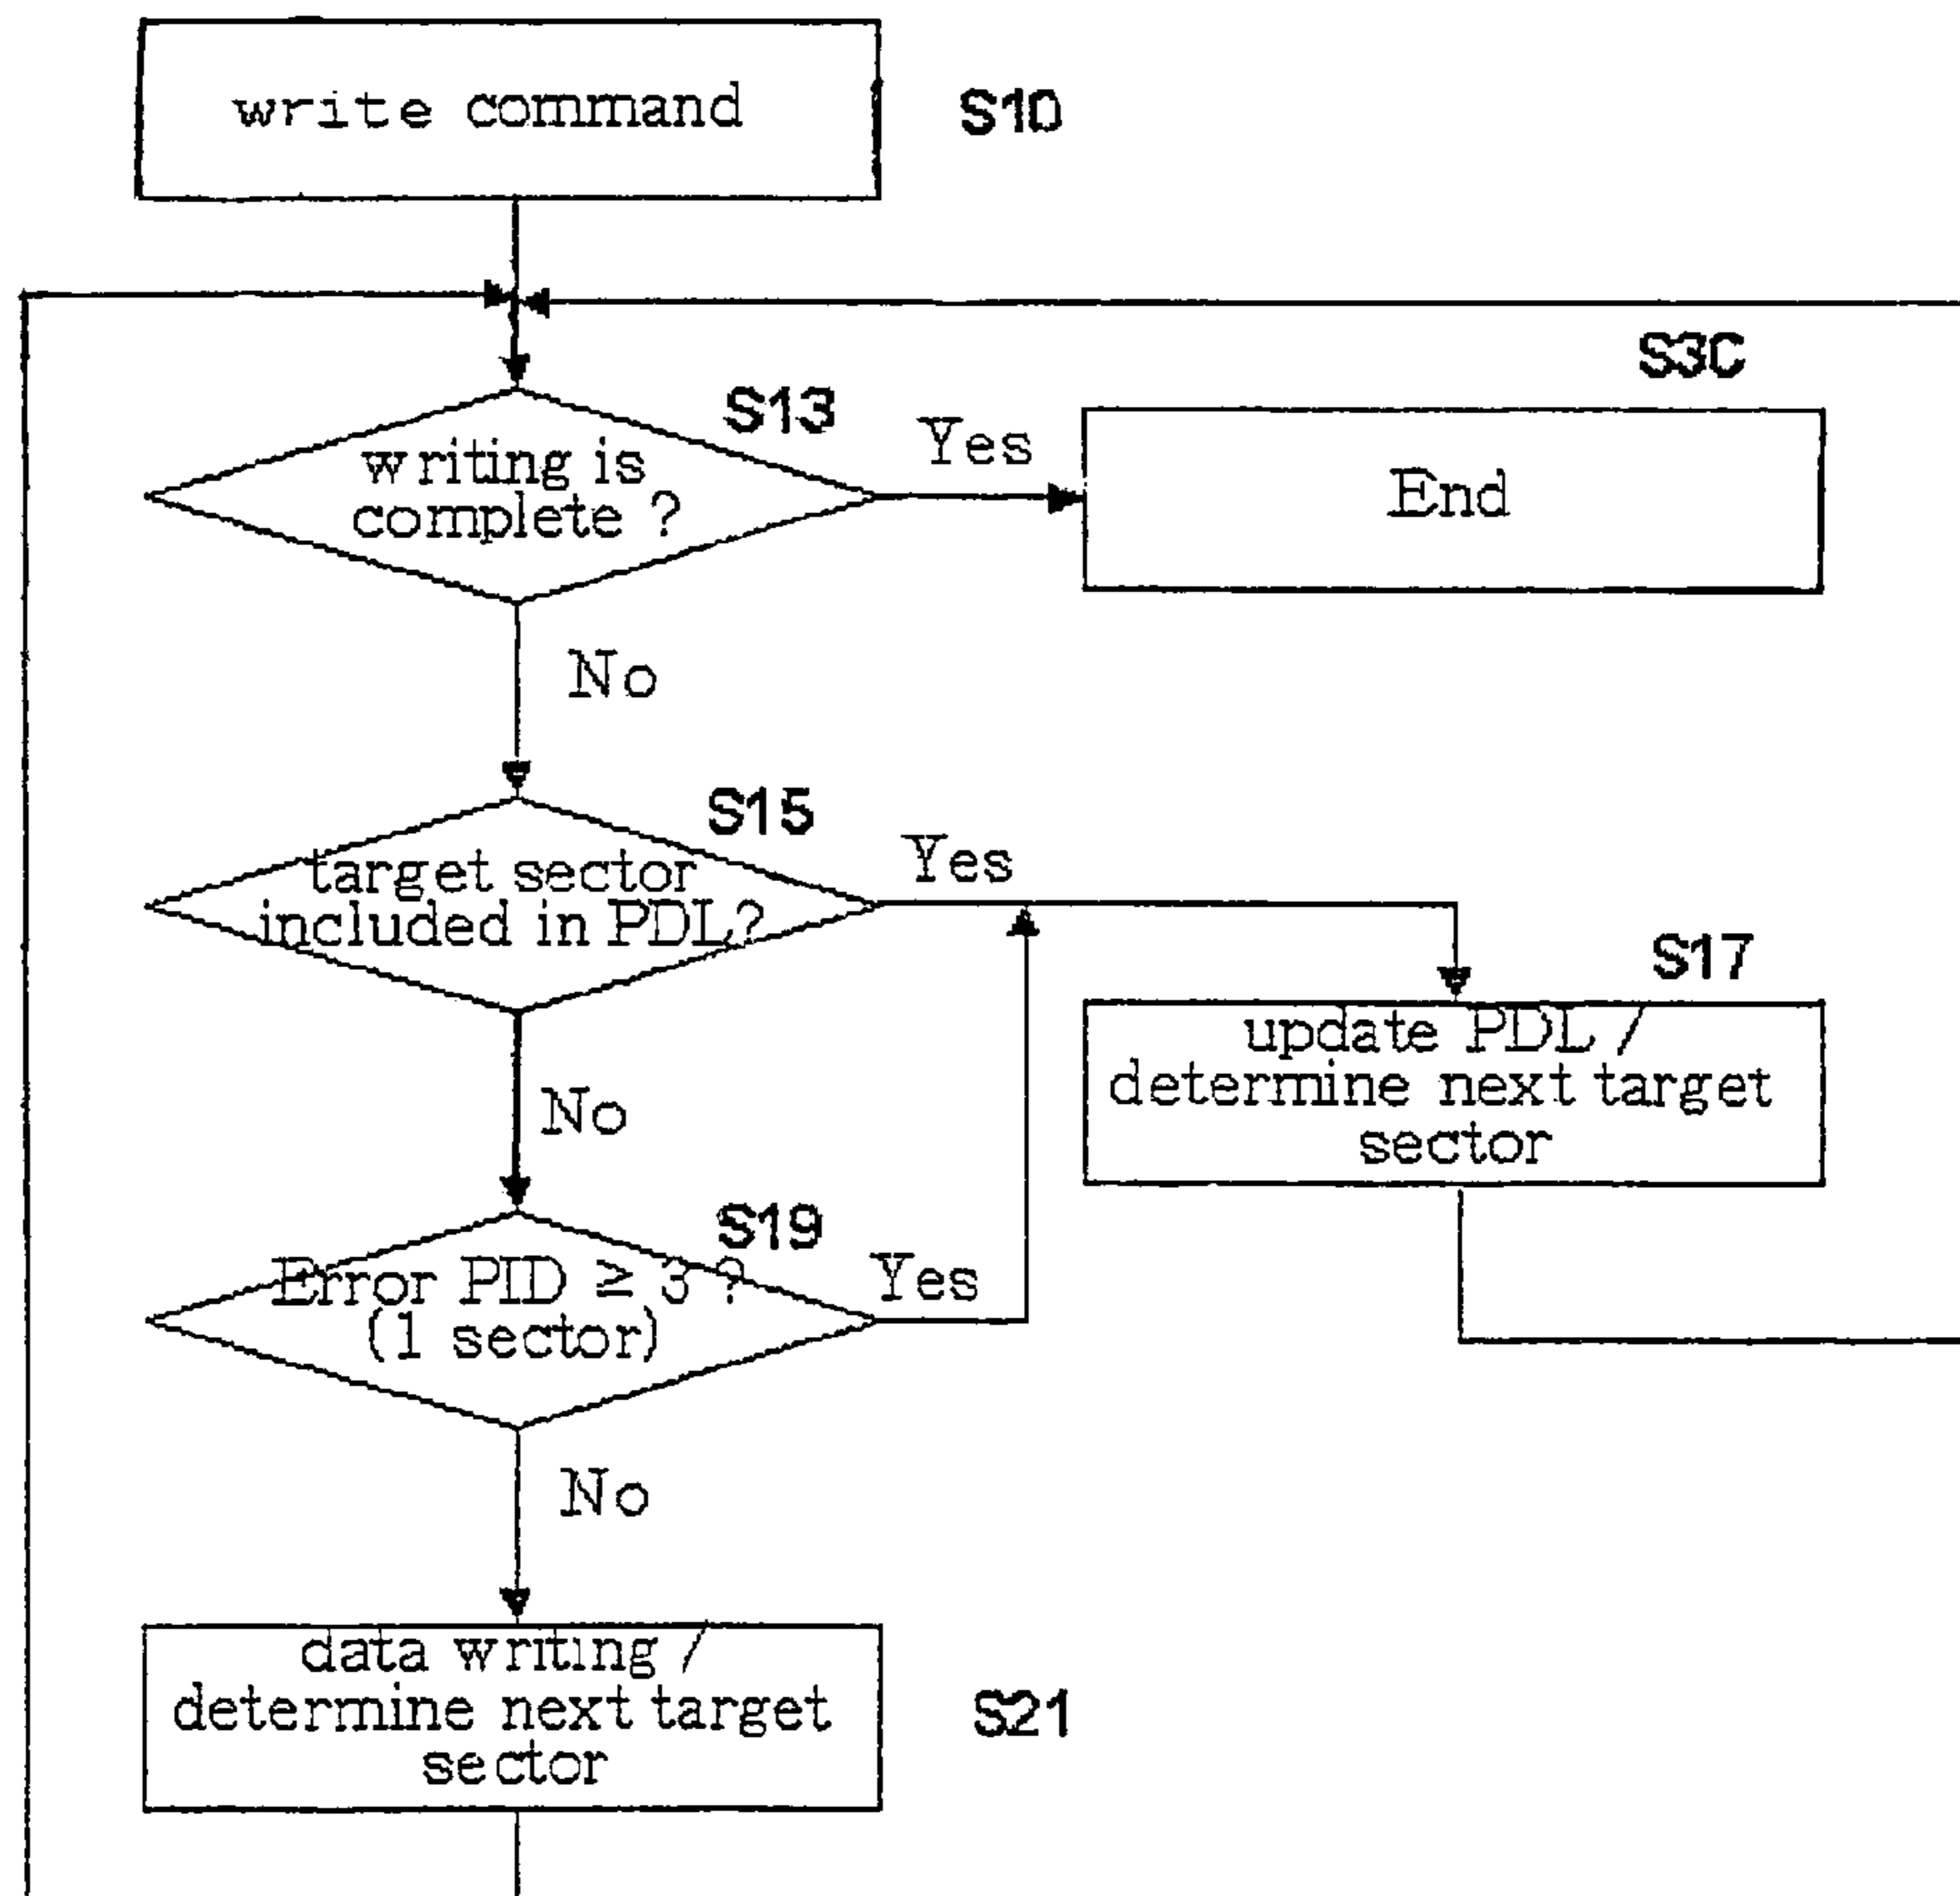 write command
S10
S3C
S13
writing is
complete ?
Yes
End
No
S15
target sector
included in PDL?
Yes
S17
update PDL /
determine next target
sector
No
S19
Error PID ≥ 3 ?
(1 sector)
Yes
No
data writing /
determine next target
sector
S21